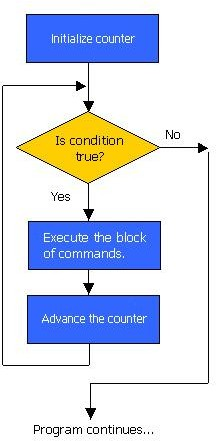 Initialize counter
Is condition
true?
No
Yes
Execute the block
of commands.
Advance the counter
Program continues...